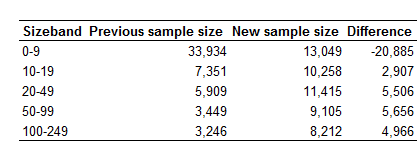 Sizeband Previous sample size New sample size Difference
0-9 33,934 13,049 -20,885
10-19 7,351 10,258 2,907
20-49 5,909 11,415 5,506
50-99 3,449 9,105 5,656
100-249 3,246 8,212 4,966